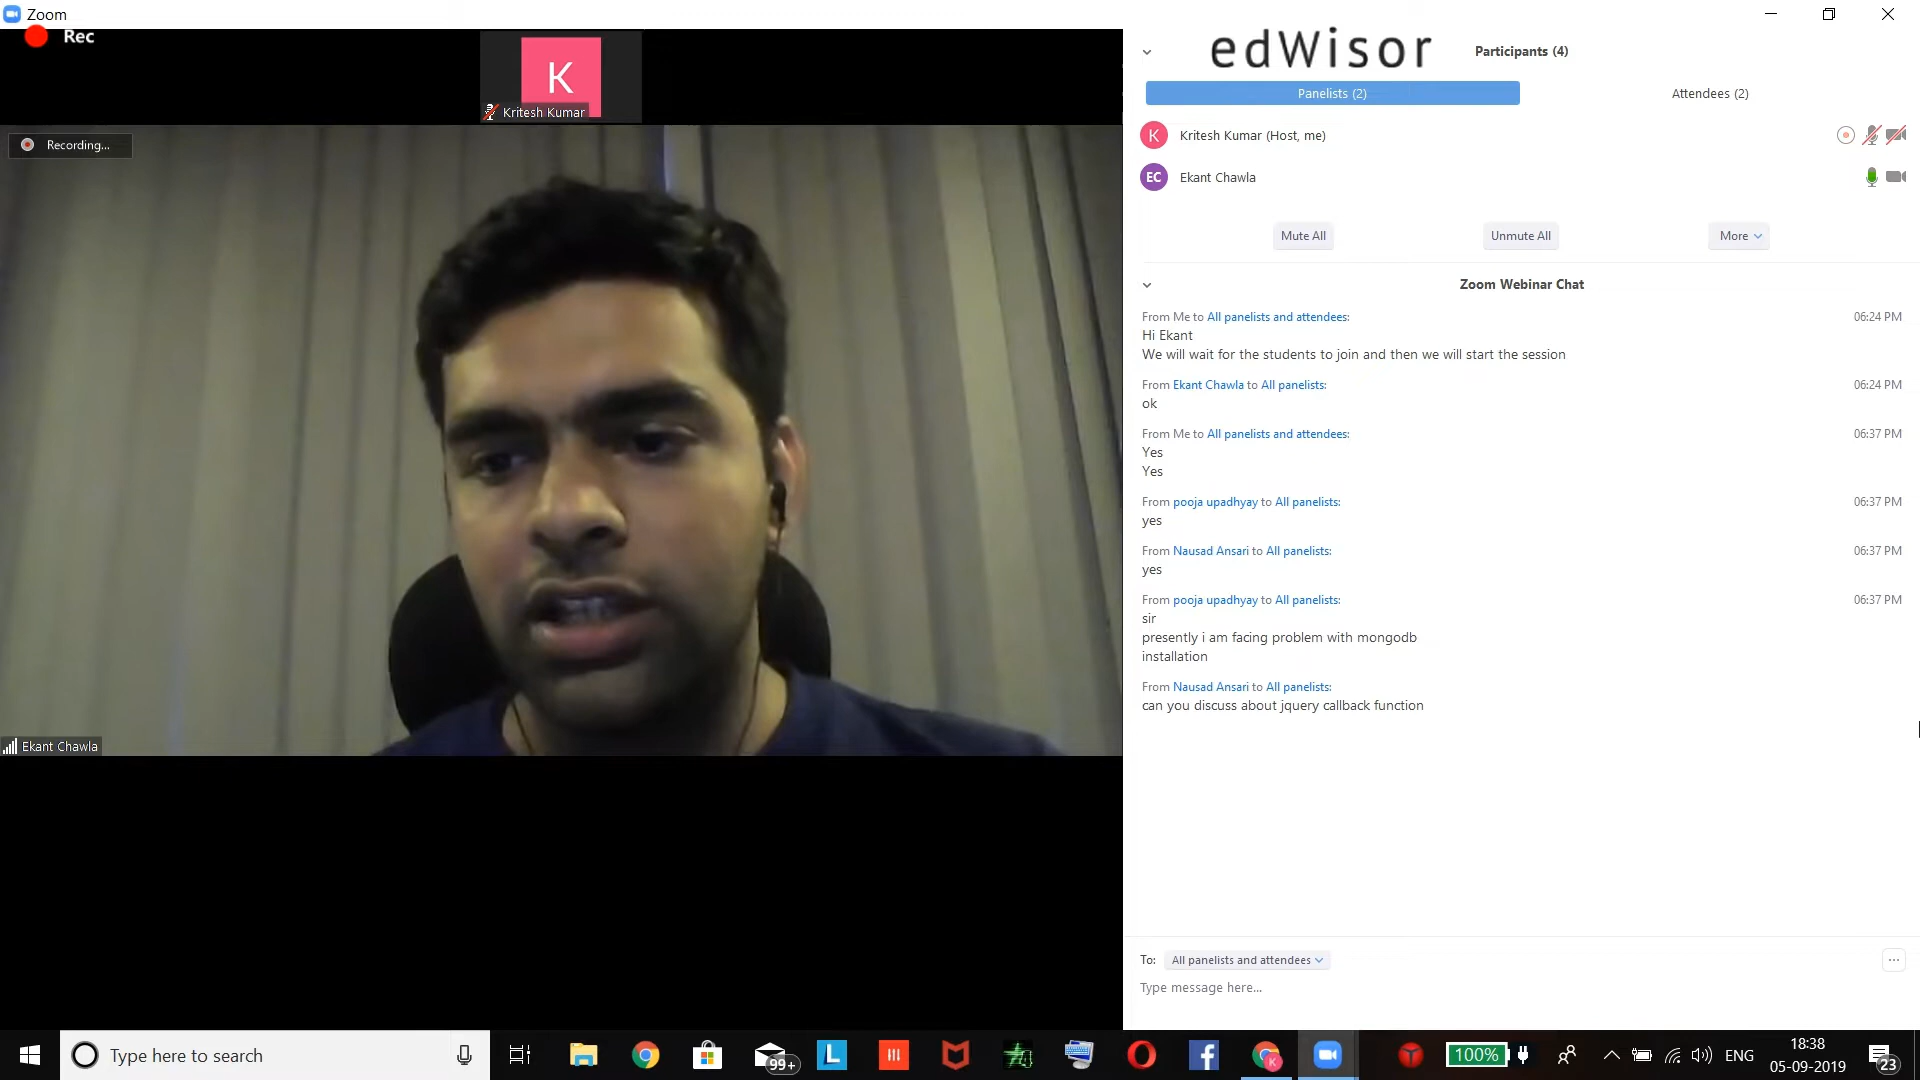 Zoom
Rec
K
Kritesh Kumar
Recording...
Ekant Chawla
edWisor
Participants (4)
Panelists (2)
Attendees (2)
K
Kritesh Kumar (Host, me)
EC
Ekant Chawla
Mute All
Unmute All
More
Zoom Webinar Chat
From Me to All panelists and attendees: 06:24 PM
Hi Ekant
We will wait for the students to join and then we will start the session
From Ekant Chawla to All panelists: 06:24 PM
ok
From Me to All panelists and attendees: 06:37 PM
Yes
Yes
From pooja upadhyay to All panelists: 06:37 PM
yes
From Nausad Ansari to All panelists: 06:37 PM
yes
From pooja upadhyay to All panelists: 06:37 PM
sir
presently i am facing problem with mongodb
installation
From Nausad Ansari to All panelists:
can you discuss about jquery callback function
To: All panelists and attendees
...
Type message here...
Type here to search
99+
L
K
100%
ENG
18:38
05-09-2019
23